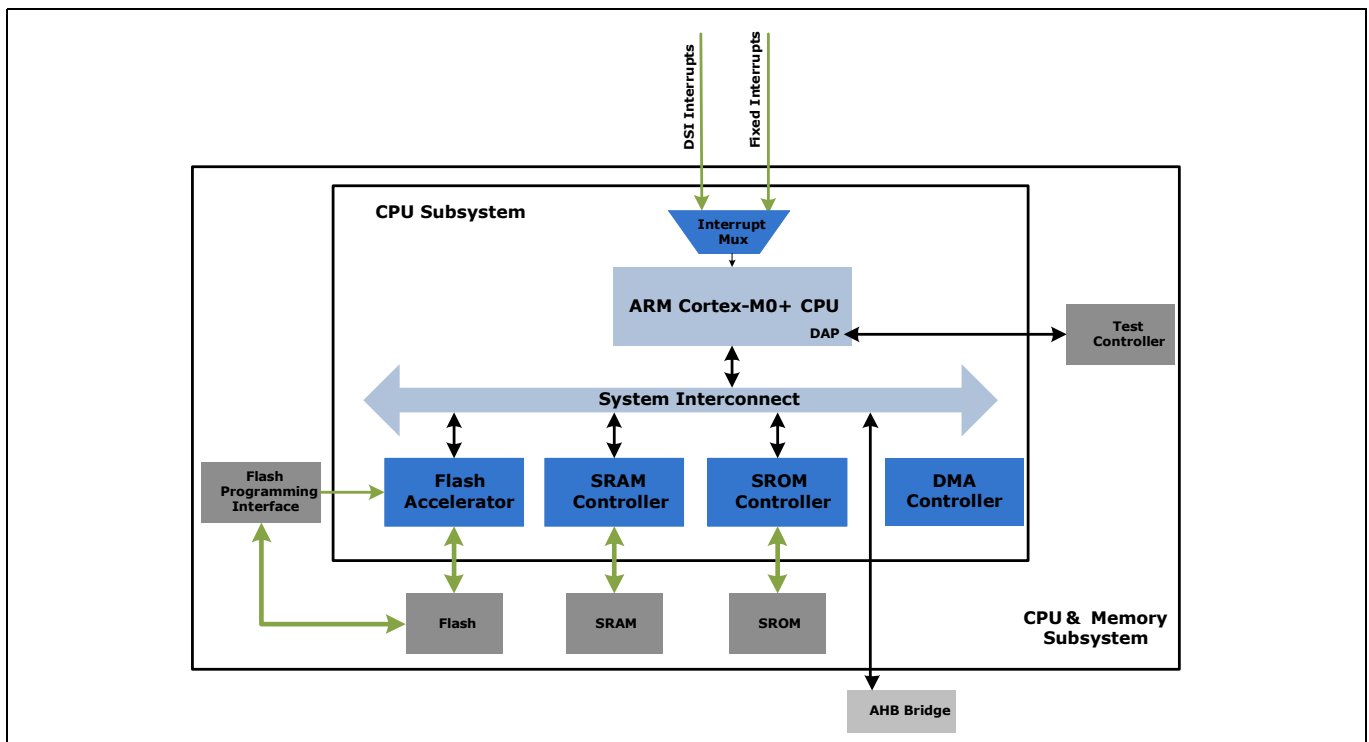 DSI Interrupts
Fixed Interrupts
CPU Subsystem
Interrupt
Mux
ARM Cortex-M0+ CPU
DAP
Test
Controller
System Interconnect
Flash
Programming
Interface
Flash
Accelerator
SRAM
Controller
SROM
Controller
DMA
Controller
Flash
SRAM
SROM
CPU & Memory
Subsystem
AHB Bridge